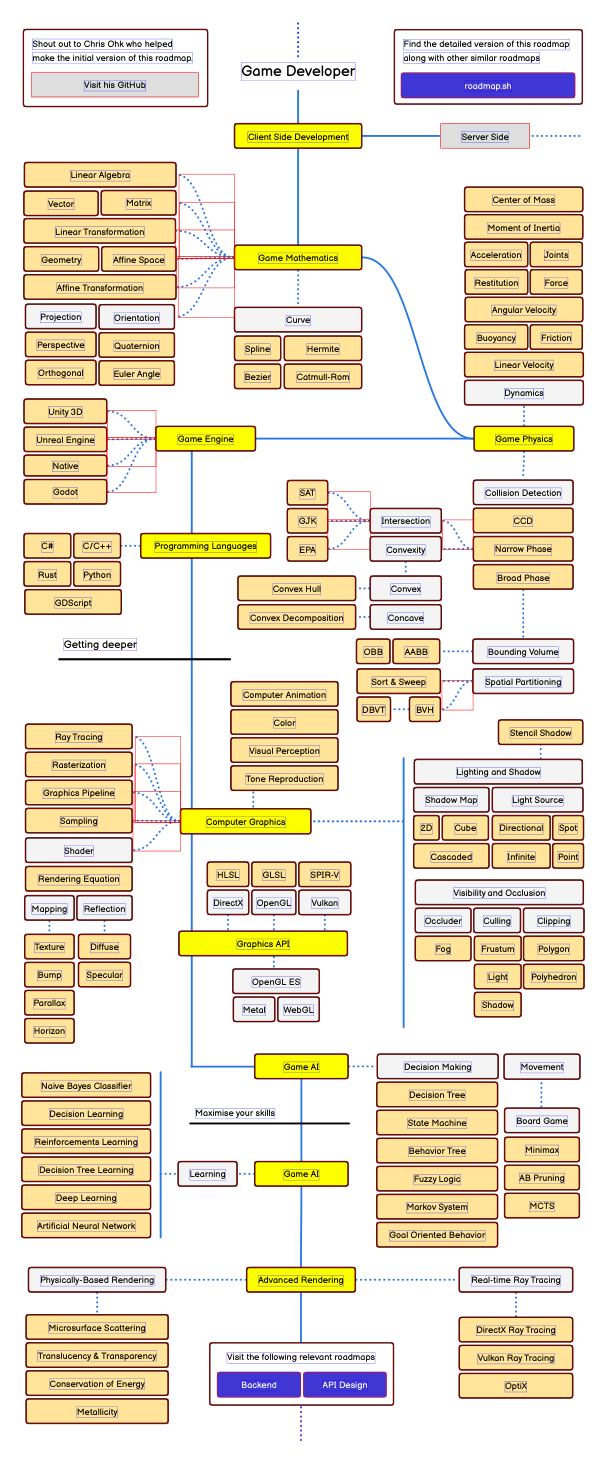 Shout out to Chris Ohk who helped
make the initial version of this roadmap.
Visit his GitHub
Game Developer
Find the detailed version of this roadmap
along with other similar roadmaps
roadmap.sh
Client Side Development
Server Side
Linear Algebra
Vector
Matrix
Linear Transformation
Geometry
Affine Space
Affine Transformation
Projection
Orientation
Perspective
Quaternion
Orthogonal
Euler Angle
Game Mathematics
Curve
Spline
Hermite
Bezier
Catmull-Rom
Center of Mass
Moment of Inertia
Acceleration
Joints
Restitution
Force
Angular Velocity
Buoyancy
Friction
Linear Velocity
Dynamics
Game Physics
Unity 3D
Unreal Engine
Native
Godot
Game Engine
Collision Detection
CCD
Narrow Phase
Broad Phase
SAT
GJK
EPA
Intersection
Convexity
Convex Hull
Convex
Convex Decomposition
Concave
C#
C/C++
Rust
Python
GDScript
Programming Languages
OBB
AABB
Bounding Volume
Sort & Sweep
Spatial Partitioning
DBVT
BVH
Getting deeper
Computer Animation
Color
Visual Perception
Tone Reproduction
Ray Tracing
Rasterization
Graphics Pipeline
Sampling
Shader
Rendering Equation
Mapping
Reflection
Texture
Diffuse
Bump
Specular
Parallax
Horizon
Computer Graphics
Stencil Shadow
Lighting and Shadow
Shadow Map
Light Source
2D
Cube
Directional
Spot
Cascaded
Infinite
Point
Visibility and Occlusion
Occluder
Culling
Clipping
Fog
Frustum
Polygon
Light
Polyhedron
Shadow
HLSL
GLSL
SPIR-V
DirectX
OpenGL
Vulkan
Graphics API
OpenGL ES
Metal
WebGL
Game AI
Decision Making
Movement
Decision Tree
State Machine
Behavior Tree
Fuzzy Logic
Markov System
Goal Oriented Behavior
Board Game
Minimax
AB Pruning
MCTS
Maximise your skills
Naive Bayes Classifier
Decision Learning
Reinforcements Learning
Decision Tree Learning
Deep Learning
Artificial Neural Network
Learning
Game AI
Physically-Based Rendering
Advanced Rendering
Real-time Ray Tracing
Microsurface Scattering
Translucency & Transparency
Conservation of Energy
Metallicity
DirectX Ray Tracing
Vulkan Ray Tracing
OptiX
Visit the following relevant roadmaps
Backend
API Design